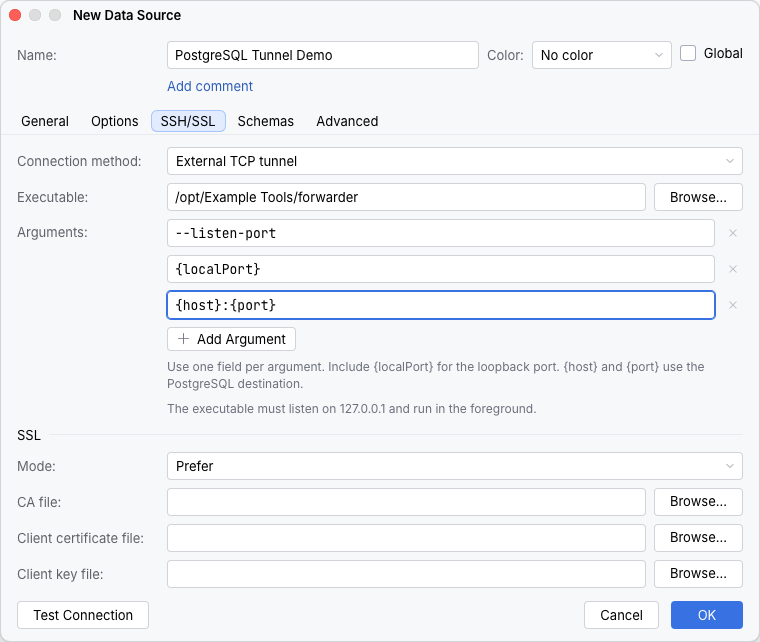 New Data Source
Name: PostgreSQL Tunnel Demo Color: No color Global
Add comment
General Options SSH/SSL Schemas Advanced
Connection method: External TCP tunnel
Executable: /opt/Example Tools/forwarder Browse...
Arguments: --listen-port
{localPort}
{host}:{port}
+ Add Argument
Use one field per argument. Include {localPort} for the loopback port. {host} and {port} use the
PostgreSQL destination.
The executable must listen on 127.0.0.1 and run in the foreground.
SSL
Mode: Prefer
CA file: Browse...
Client certificate file: Browse...
Client key file: Browse...
Test Connection Cancel OK